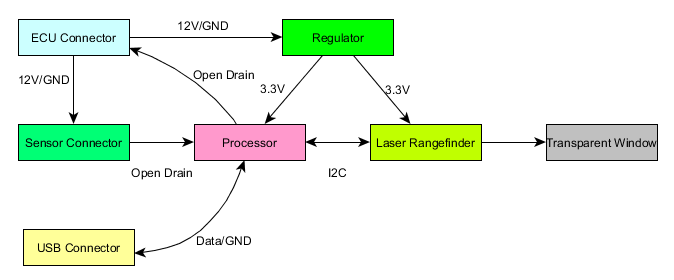 12V/GND
ECU Connector
Regulator
12V/GND
Open Drain
3.3V
3.3V
Sensor Connector
Processor
Laser Rangefinder
Transparent Window
Open Drain
I2C
Data/GND
USB Connector